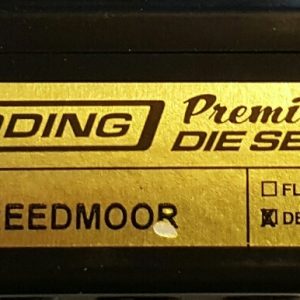 DING Premi
DIE SE
EEDMOOR
FL
DE